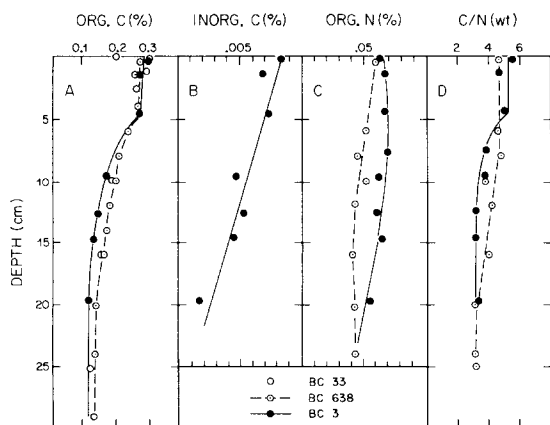 ORG. C (%) INORG. C (%) ORG. N (%) C/N (wt)
0.1 0.2 0.3 .005 .05 2 4 6
0
A B C D
5
10
15
20
25
DEPTH (cm)
BC 33
BC 638
BC 3